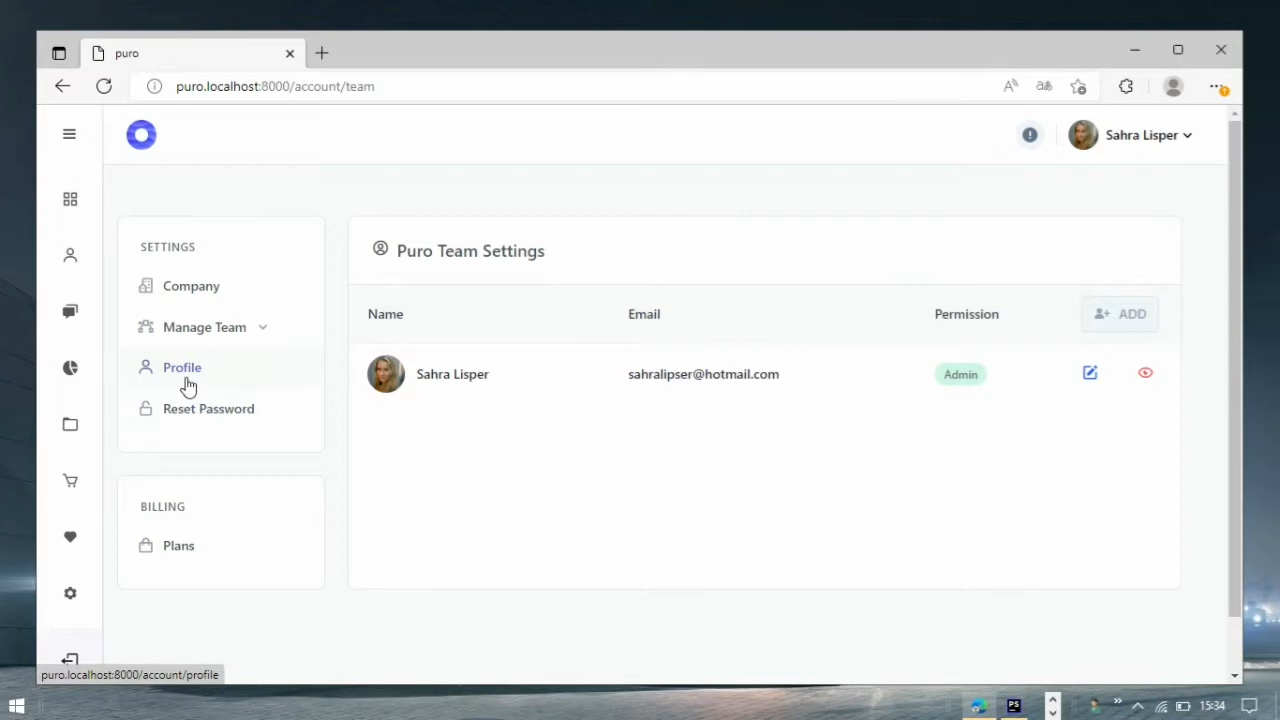 puro
puro.localhost:8000/account/team
Sahra Lisper
SETTINGS
Company
Manage Team
Profile
Reset Password
BILLING
Plans
Puro Team Settings
Name Email Permission ADD
Sahra Lisper sahralipser@hotmail.com Admin
puro.localhost:8000/account/profile
PS
15:34